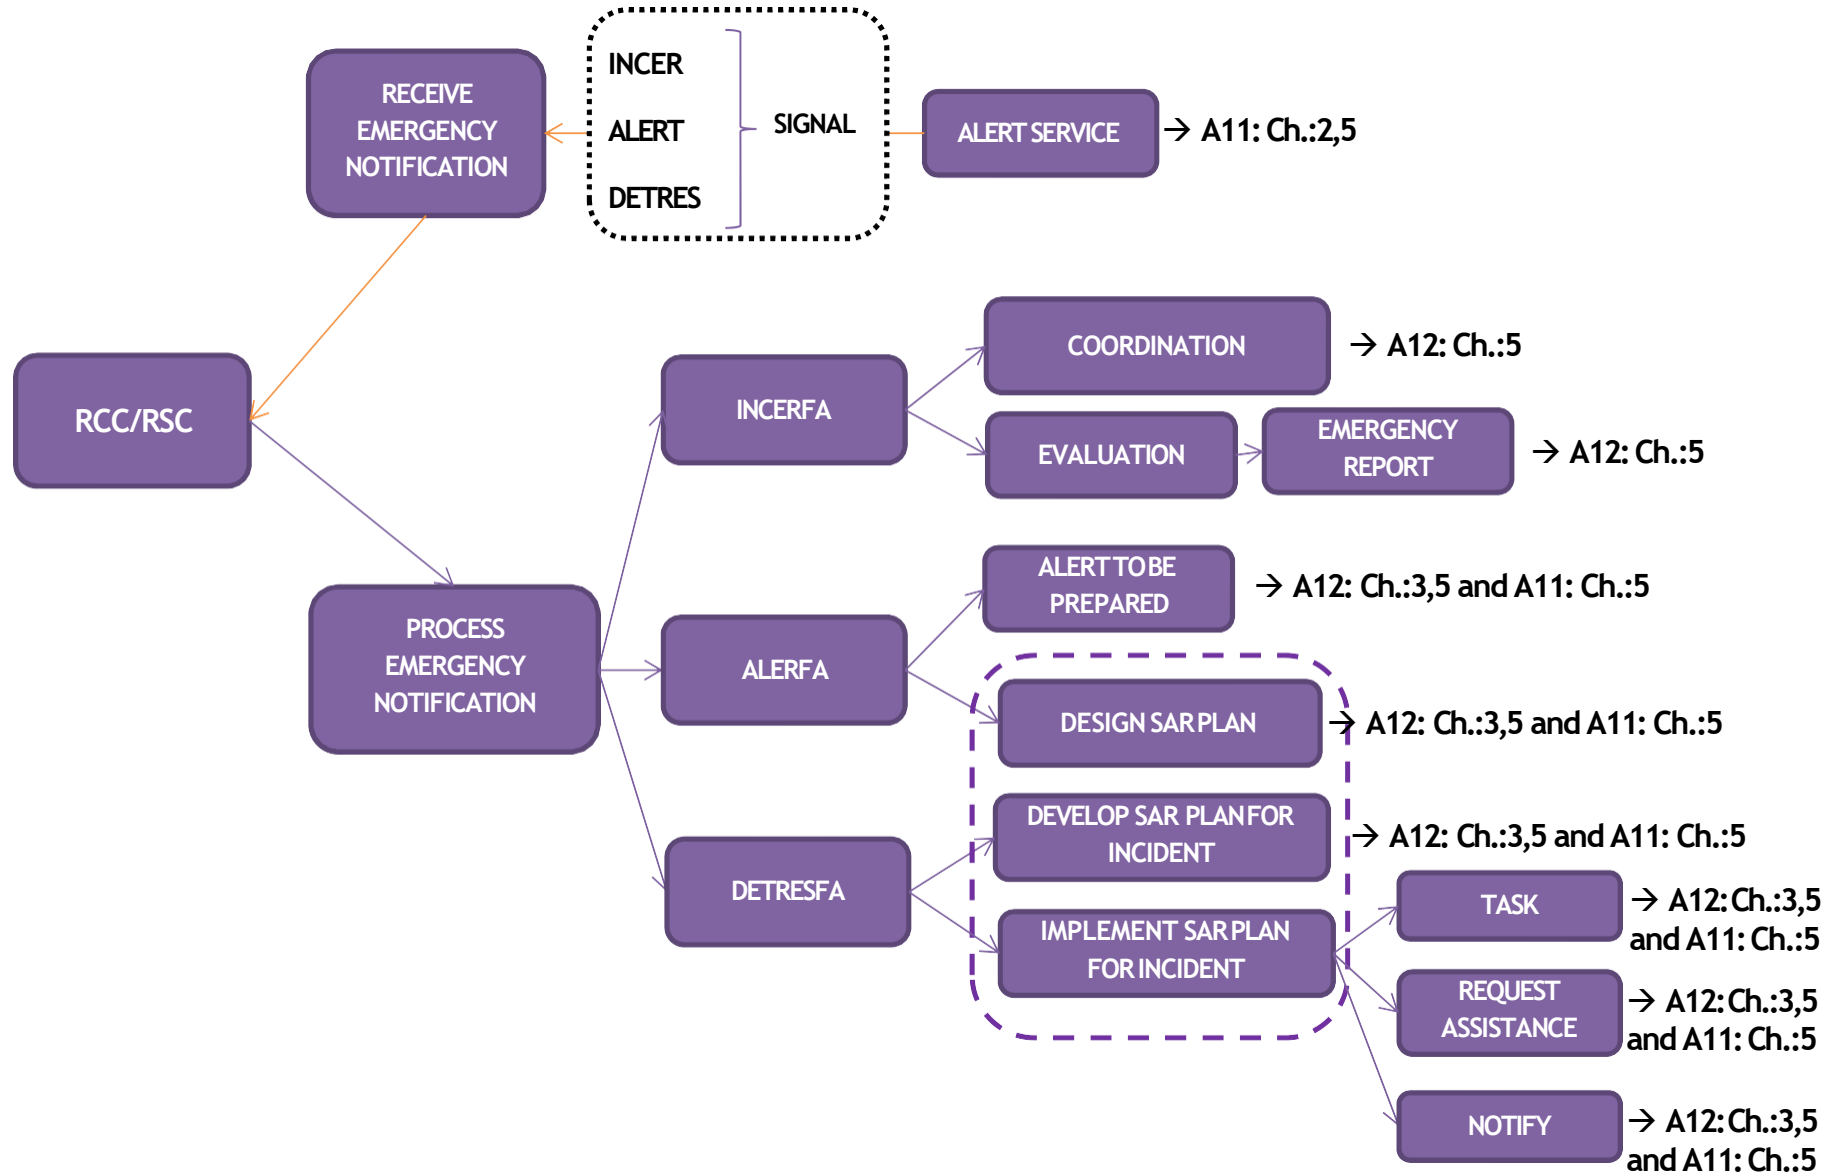 RECEIVE
EMERGENCY
NOTIFICATION
INCER
ALERT
DETRES
SIGNAL
ALERT SERVICE
→ A11: Ch.:2,5
RCC/RSC
PROCESS
EMERGENCY
NOTIFICATION
INCERFA
COORDINATION
→ A12: Ch.:5
EVALUATION
EMERGENCY
REPORT
→ A12: Ch.:5
ALERFA
ALERT TO BE
PREPARED
→ A12: Ch.:3,5 and A11: Ch.:5
DESIGN SAR PLAN
→ A12: Ch.:3,5 and A11: Ch.:5
DETRESFA
DEVELOP SAR PLAN FOR
INCIDENT
→ A12: Ch.:3,5 and A11: Ch.:5
IMPLEMENT SAR PLAN
FOR INCIDENT
TASK
→ A12: Ch.:3,5
and A11: Ch.:5
REQUEST
ASSISTANCE
→ A12: Ch.:3,5
and A11: Ch.:5
NOTIFY
→ A12: Ch.:3,5
and A11: Ch.:5